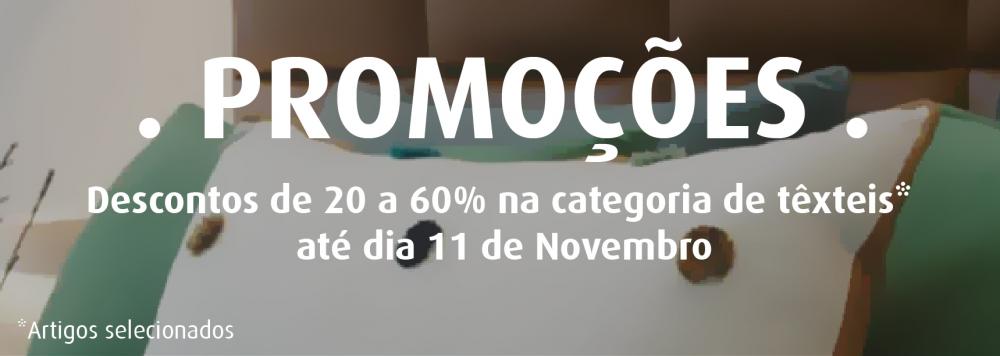 . PROMOÇÕES .
Descontos de 20 a 60% na categoria de têxteis*
até dia 11 de Novembro
*Artigos selecionados